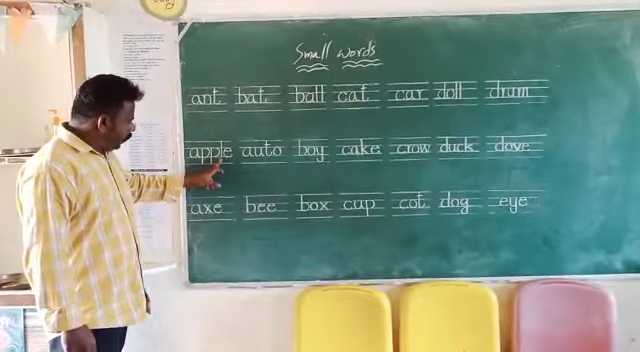 Small words
ant bat ball cat car doll drum
apple auto boy cake crow duck dove
axe bee box cup cot dog eye